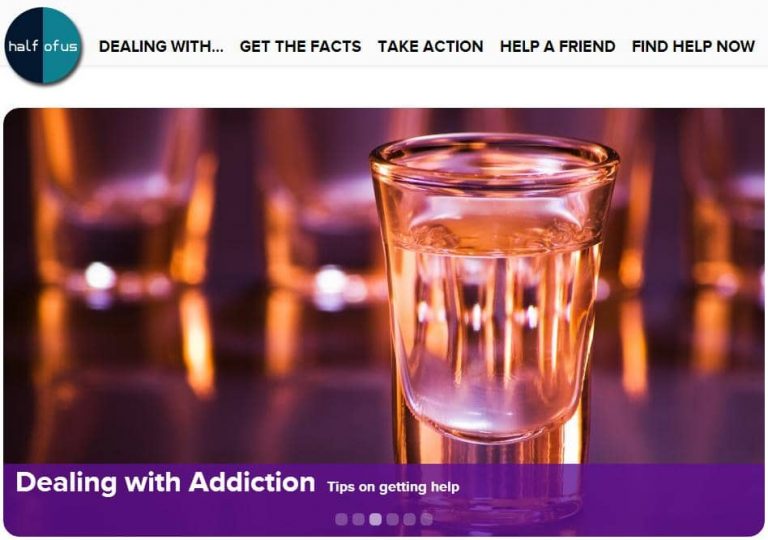 half of us
DEALING WITH... GET THE FACTS TAKE ACTION HELP A FRIEND FIND HELP NOW
Dealing with Addiction Tips on getting help